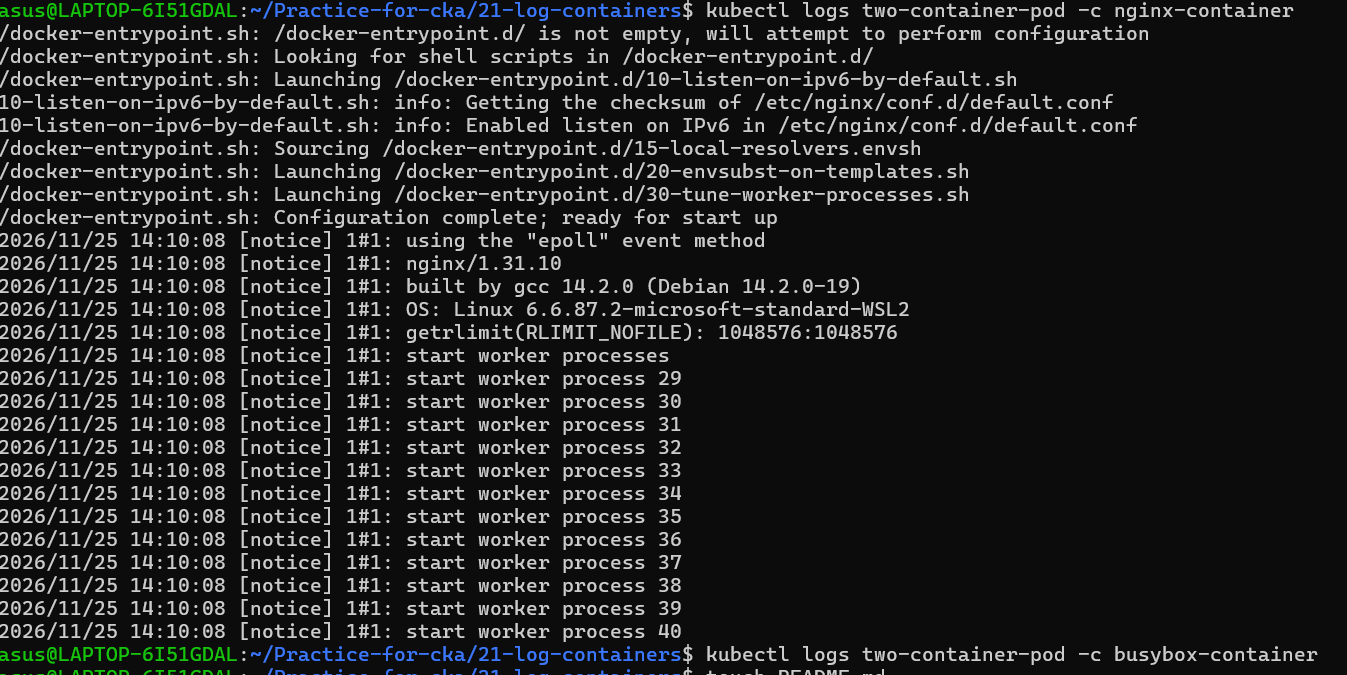 asus@LAPTOP-6I51GDAL:~/Practice-for-cka/21-log-containers$ kubectl logs two-container-pod -c nginx-container
/docker-entrypoint.sh: /docker-entrypoint.d/ is not empty, will attempt to perform configuration
/docker-entrypoint.sh: Looking for shell scripts in /docker-entrypoint.d/
/docker-entrypoint.sh: Launching /docker-entrypoint.d/10-listen-on-ipv6-by-default.sh
10-listen-on-ipv6-by-default.sh: info: Getting the checksum of /etc/nginx/conf.d/default.conf
10-listen-on-ipv6-by-default.sh: info: Enabled listen on IPv6 in /etc/nginx/conf.d/default.conf
/docker-entrypoint.sh: Sourcing /docker-entrypoint.d/15-local-resolvers.envsh
/docker-entrypoint.sh: Launching /docker-entrypoint.d/20-envsubst-on-templates.sh
/docker-entrypoint.sh: Launching /docker-entrypoint.d/30-tune-worker-processes.sh
/docker-entrypoint.sh: Configuration complete; ready for start up
2026/11/25 14:10:08 [notice] 1#1: using the "epoll" event method
2026/11/25 14:10:08 [notice] 1#1: nginx/1.31.10
2026/11/25 14:10:08 [notice] 1#1: built by gcc 14.2.0 (Debian 14.2.0-19)
2026/11/25 14:10:08 [notice] 1#1: OS: Linux 6.6.87.2-microsoft-standard-WSL2
2026/11/25 14:10:08 [notice] 1#1: getrlimit(RLIMIT_NOFILE): 1048576:1048576
2026/11/25 14:10:08 [notice] 1#1: start worker processes
2026/11/25 14:10:08 [notice] 1#1: start worker process 29
2026/11/25 14:10:08 [notice] 1#1: start worker process 30
2026/11/25 14:10:08 [notice] 1#1: start worker process 31
2026/11/25 14:10:08 [notice] 1#1: start worker process 32
2026/11/25 14:10:08 [notice] 1#1: start worker process 33
2026/11/25 14:10:08 [notice] 1#1: start worker process 34
2026/11/25 14:10:08 [notice] 1#1: start worker process 35
2026/11/25 14:10:08 [notice] 1#1: start worker process 36
2026/11/25 14:10:08 [notice] 1#1: start worker process 37
2026/11/25 14:10:08 [notice] 1#1: start worker process 38
2026/11/25 14:10:08 [notice] 1#1: start worker process 39
2026/11/25 14:10:08 [notice] 1#1: start worker process 40
asus@LAPTOP-6I51GDAL:~/Practice-for-cka/21-log-containers$ kubectl logs two-container-pod -c busybox-container
asus@LAPTOP-6I51GDAL:~/Practice-for-cka/21-log-containers$ touch README.md